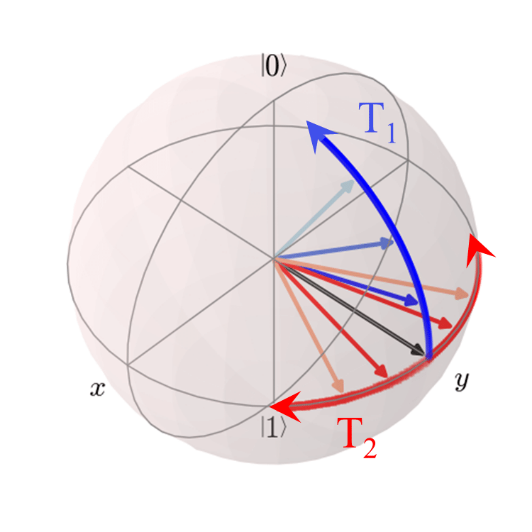 |0⟩
T₁
x
y
|1⟩
T₂